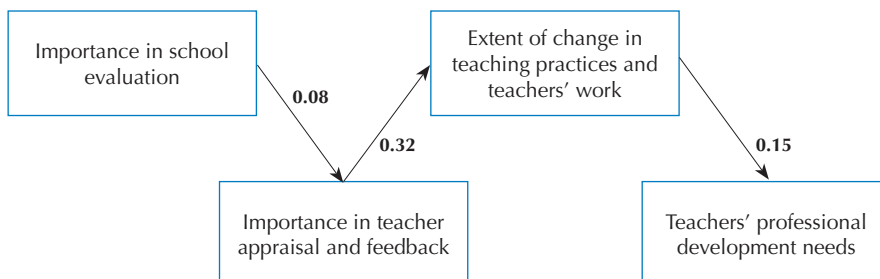 Importance in school
evaluation
Extent of change in
teaching practices and
teachers’ work
0.08
0.32
0.15
Importance in teacher
appraisal and feedback
Teachers’ professional
development needs